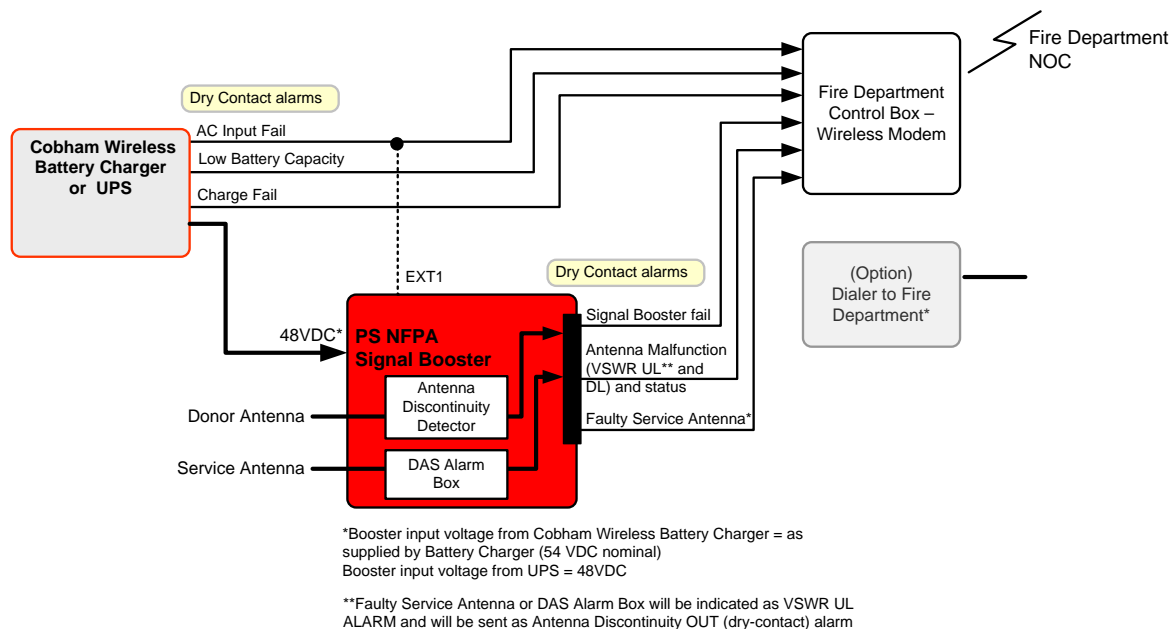 Fire Department
NOC
Fire Department
Control Box –
Wireless Modem
Dry Contact alarms
Cobham Wireless
Battery Charger
or  UPS
AC Input Fail
Low Battery Capacity
Charge Fail
EXT1
Dry Contact alarms
(Option)
Dialer to Fire
Department*
48VDC*
PS NFPA
Signal Booster
Signal Booster fail
Antenna Malfunction
(VSWR UL** and
DL) and status
Faulty Service Antenna*
Antenna
Discontinuity
Detector
Donor Antenna
Service Antenna
DAS Alarm
Box
*Booster input voltage from Cobham Wireless Battery Charger = as
supplied by Battery Charger (54 VDC nominal)
Booster input voltage from UPS = 48VDC
**Faulty Service Antenna or DAS Alarm Box will be indicated as VSWR UL
ALARM and will be sent as Antenna Discontinuity OUT (dry-contact) alarm